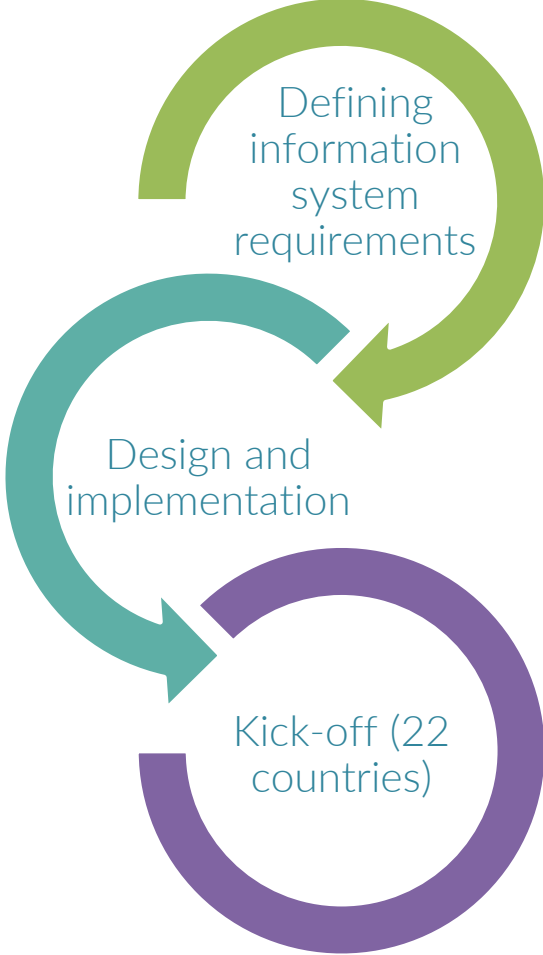 Defining
information
system
requirements
Design and
implementation
Kick-off (22
countries)